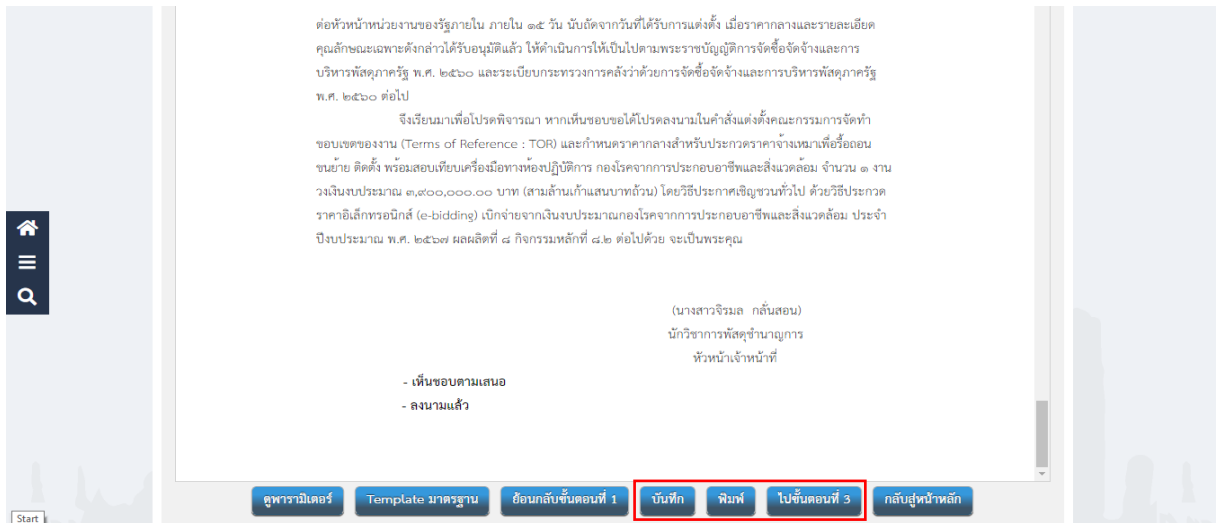 ต่อหัวหน้าหน่วยงานของรัฐภายใน ภายใน ๑๕ วัน นับถัดจากวันที่ได้รับการแต่งตั้ง เมื่อราคากลางและรายละเอียด
คุณลักษณะเฉพาะดังกล่าวได้รับอนุมัติแล้ว ให้ดำเนินการให้เป็นไปตามพระราชบัญญัติการจัดซื้อจัดจ้างและการ
บริหารพัสดุภาครัฐ พ.ศ. ๒๕๖๐ และระเบียบกระทรวงการคลังว่าด้วยการจัดซื้อจัดจ้างและการบริหารพัสดุภาครัฐ
พ.ศ. ๒๕๖๐ ต่อไป
จึงเรียนมาเพื่อโปรดพิจารณา หากเห็นชอบขอได้โปรดลงนามในคำสั่งแต่งตั้งคณะกรรมการจัดทำ
ขอบเขตของงาน (Terms of Reference : TOR) และกำหนดราคากลางสำหรับประกวดราคาจ้างเหมาเพื่อรื้อถอน
ขนย้าย ติดตั้ง พร้อมสอบเทียบเครื่องมือทางห้องปฏิบัติการ กองโรคจากการประกอบอาชีพและสิ่งแวดล้อม จำนวน ๑ งาน
วงเงินงบประมาณ ๓,๙๐๐,๐๐๐.๐๐ บาท (สามล้านเก้าแสนบาทถ้วน) โดยวิธีประกาศเชิญชวนทั่วไป ด้วยวิธีประกวด
ราคาอิเล็กทรอนิกส์ (e-bidding) เบิกจ่ายจากเงินงบประมาณกองโรคจากการประกอบอาชีพและสิ่งแวดล้อม ประจำ
ปีงบประมาณ พ.ศ. ๒๕๖๗ ผลผลิตที่ ๘ กิจกรรมหลักที่ ๘.๒ ต่อไปด้วย จะเป็นพระคุณ
(นางสาวจิรมล กลั่นสอน)
นักวิชาการพัสดุชำนาญการ
หัวหน้าเจ้าหน้าที่
- เห็นชอบตามเสนอ
- ลงนามแล้ว
ดูพารามิเตอร์ Template มาตรฐาน ย้อนกลับขั้นตอนที่ 1 บันทึก พิมพ์ ไปขั้นตอนที่ 3 กลับสู่หน้าหลัก
Start